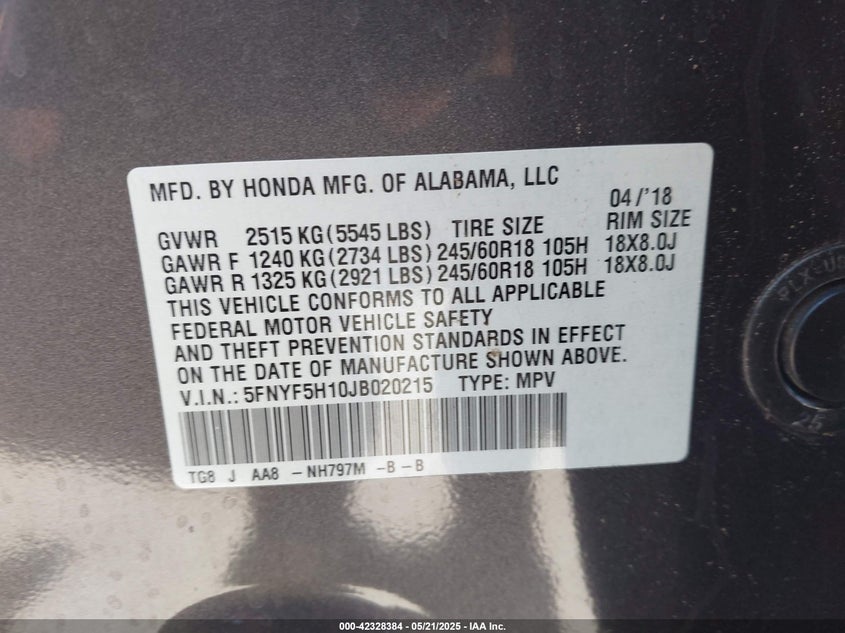 MFD. BY HONDA MFG. OF ALABAMA, LLC
04/'18
GVWR 2515 KG(5545 LBS) TIRE SIZE RIM SIZE
GAWR F 1240 KG(2734 LBS) 245/60R18 105H 18X8.0J
GAWR R 1325 KG(2921 LBS) 245/60R18 105H 18X8.0J
THIS VEHICLE CONFORMS TO ALL APPLICABLE
FEDERAL MOTOR VEHICLE SAFETY
AND THEFT PREVENTION STANDARDS IN EFFECT
ON THE DATE OF MANUFACTURE SHOWN ABOVE.
V.I.N.: 5FNYF5H10JB020215 TYPE: MPV
TG8 J AA8 -NH797M -B-B
000-42328384 - 05/21/2025 - IAA Inc.